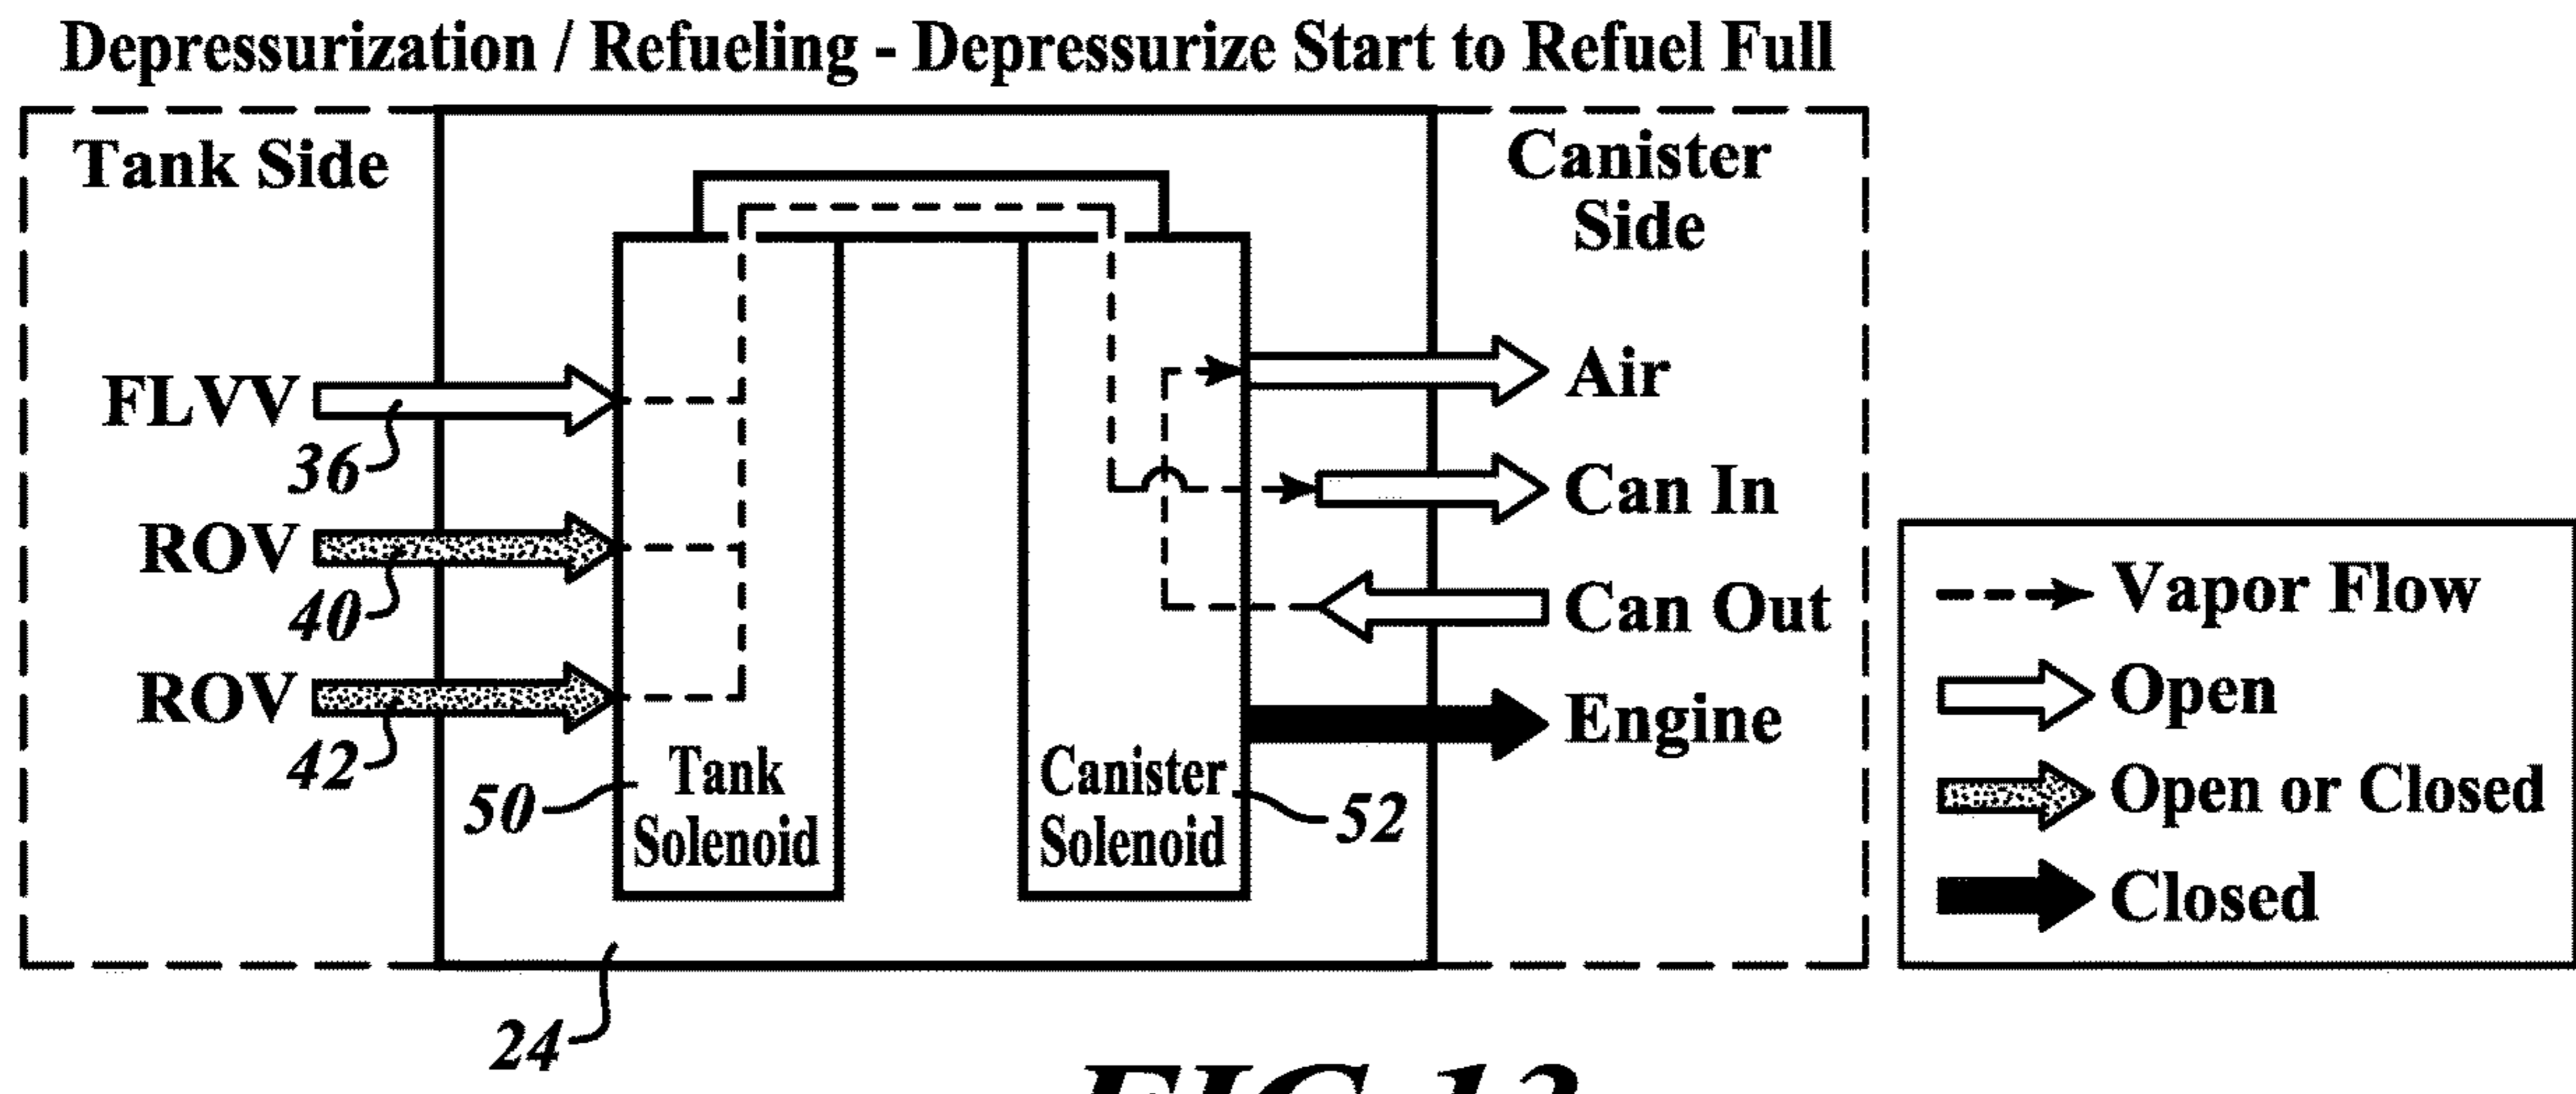 Depressurization / Refueling - Depressurize Start to Refuel Full
Tank Side
Canister
Side
FLVV
36
ROV
40
ROV
42
50
Tank
Solenoid
Canister
Solenoid
52
24
Air
Can In
Can Out
Engine
Vapor Flow
Open
Open or Closed
Closed